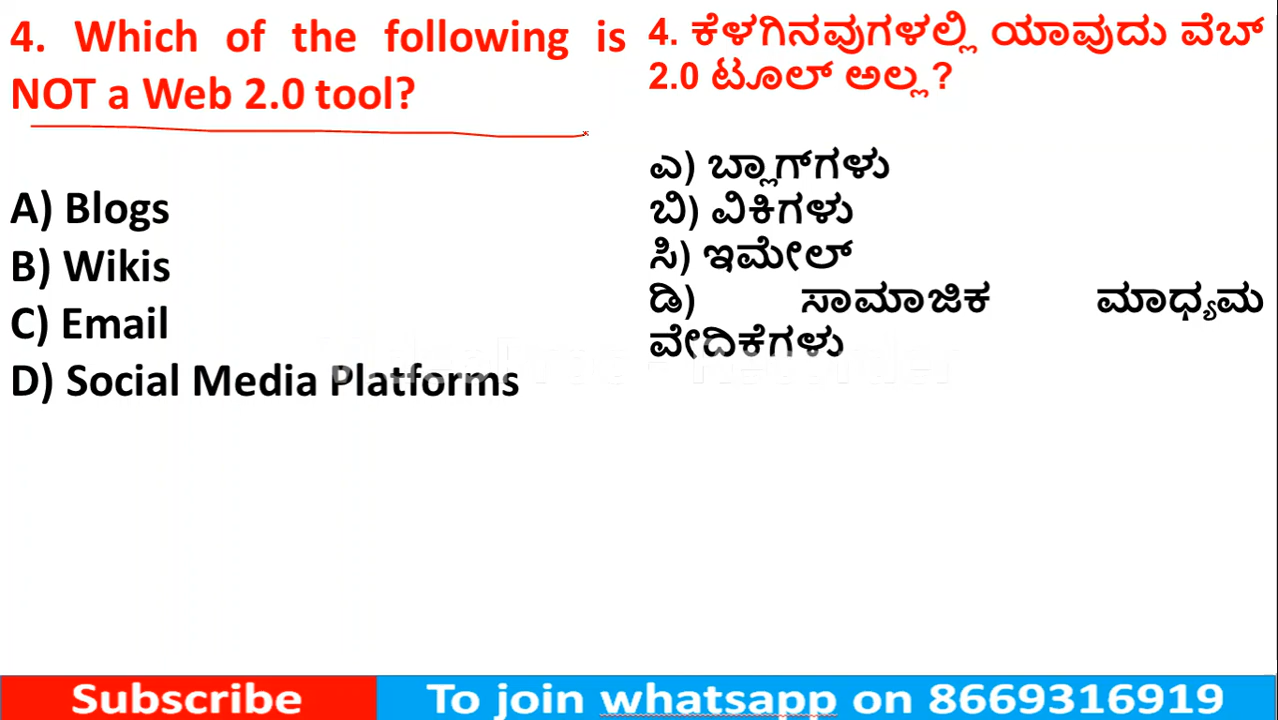 4. Which of the following is
NOT a Web 2.0 tool?
A) Blogs
B) Wikis
C) Email
D) Social Media Platforms
4. ಕೆಳಗಿನವುಗಳಲ್ಲಿ ಯಾವುದು ವೆಬ್
2.0 ಟೂಲ್ ಅಲ್ಲ?
ಎ) ಬ್ಲಾಗ್‌ಗಳು
ಬಿ) ವಿಕಿಗಳು
ಸಿ) ಇಮೇಲ್
ಡಿ) ಸಾಮಾಜಿಕ ಮಾಧ್ಯಮ
ವೇದಿಕೆಗಳು
Subscribe
To join whatsapp on 8669316919